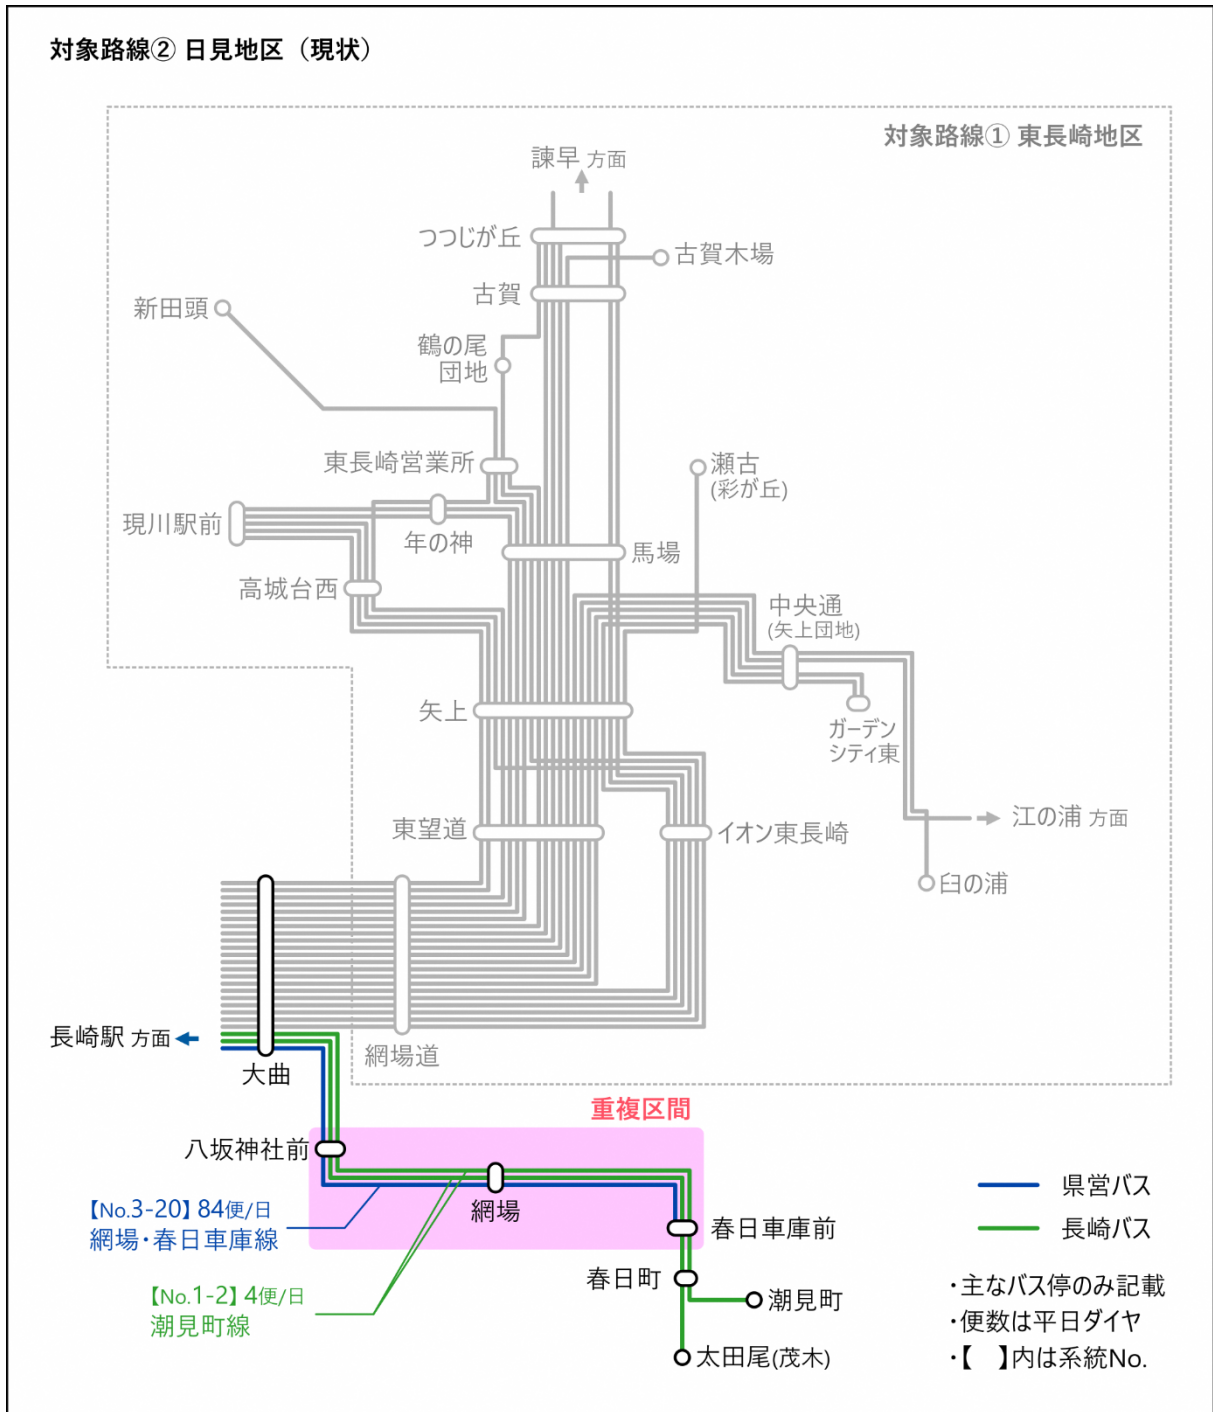 対象路線② 日見地区（現状）
対象路線① 東長崎地区
諫早 方面
つつじが丘
古賀木場
古賀
新田頭
鶴の尾
団地
東長崎営業所
瀬古
(彩が丘)
現川駅前
年の神
馬場
高城台西
中央通
(矢上団地)
矢上
ガーデン
シティ東
東望道
イオン東長崎
江の浦 方面
臼の浦
長崎駅 方面
網場道
大曲
重複区間
八坂神社前
【No.3-20】84便/日
網場・春日車庫線
網場
春日車庫前
県営バス
長崎バス
春日町
【No.1-2】4便/日
潮見町線
潮見町
太田尾(茂木)
・主なバス停のみ記載
・便数は平日ダイヤ
・【　】内は系統No.